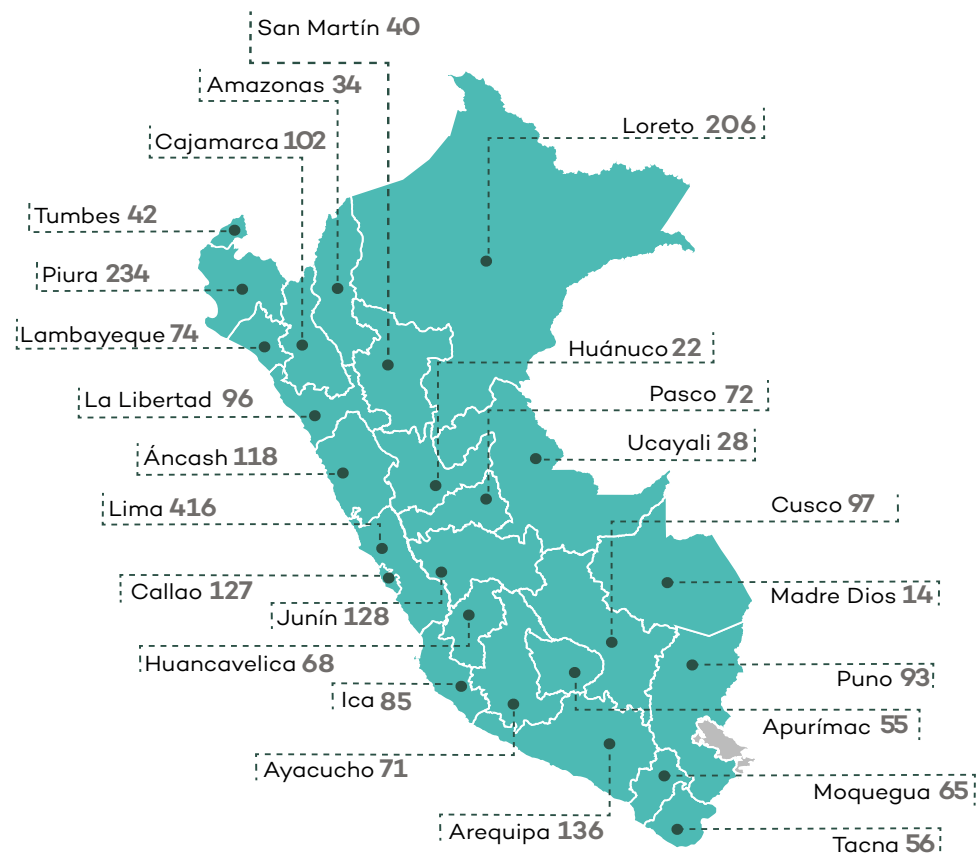 San Martín 40
Amazonas 34
Loreto 206
Cajamarca 102
Tumbes 42
Piura 234
Lambayeque 74
Huánuco 22
La Libertad 96
Pasco 72
Áncash 118
Ucayali 28
Lima 416
Cusco 97
Callao 127
Madre Dios 14
Junín 128
Huancavelica 68
Puno 93
Ica 85
Apurímac 55
Ayacucho 71
Moquegua 65
Arequipa 136
Tacna 56